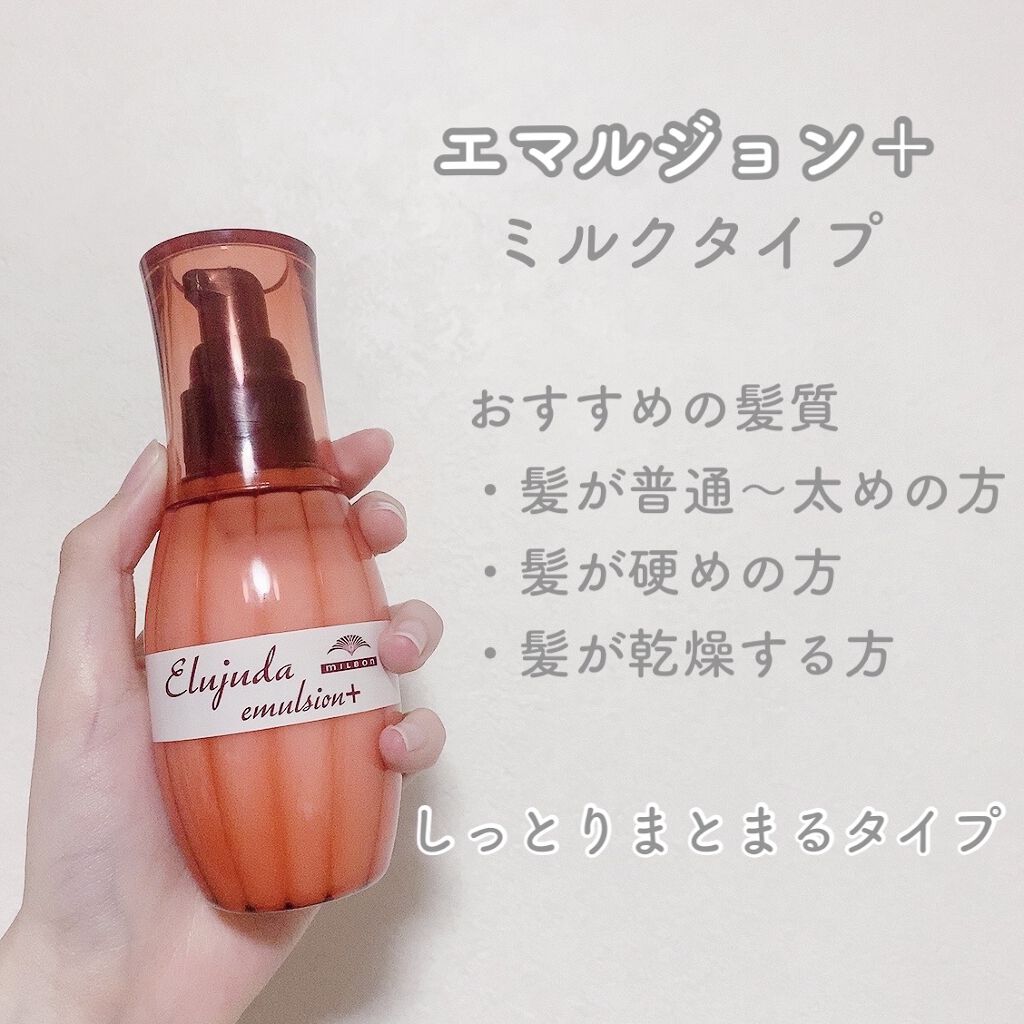 エマルジョン＋
ミルクタイプ
おすすめの髪質
・髪が普通〜太めの方
・髪が硬めの方
・髪が乾燥する方
しっとりまとまるタイプ
Elujuda
MILBON
emulsion+